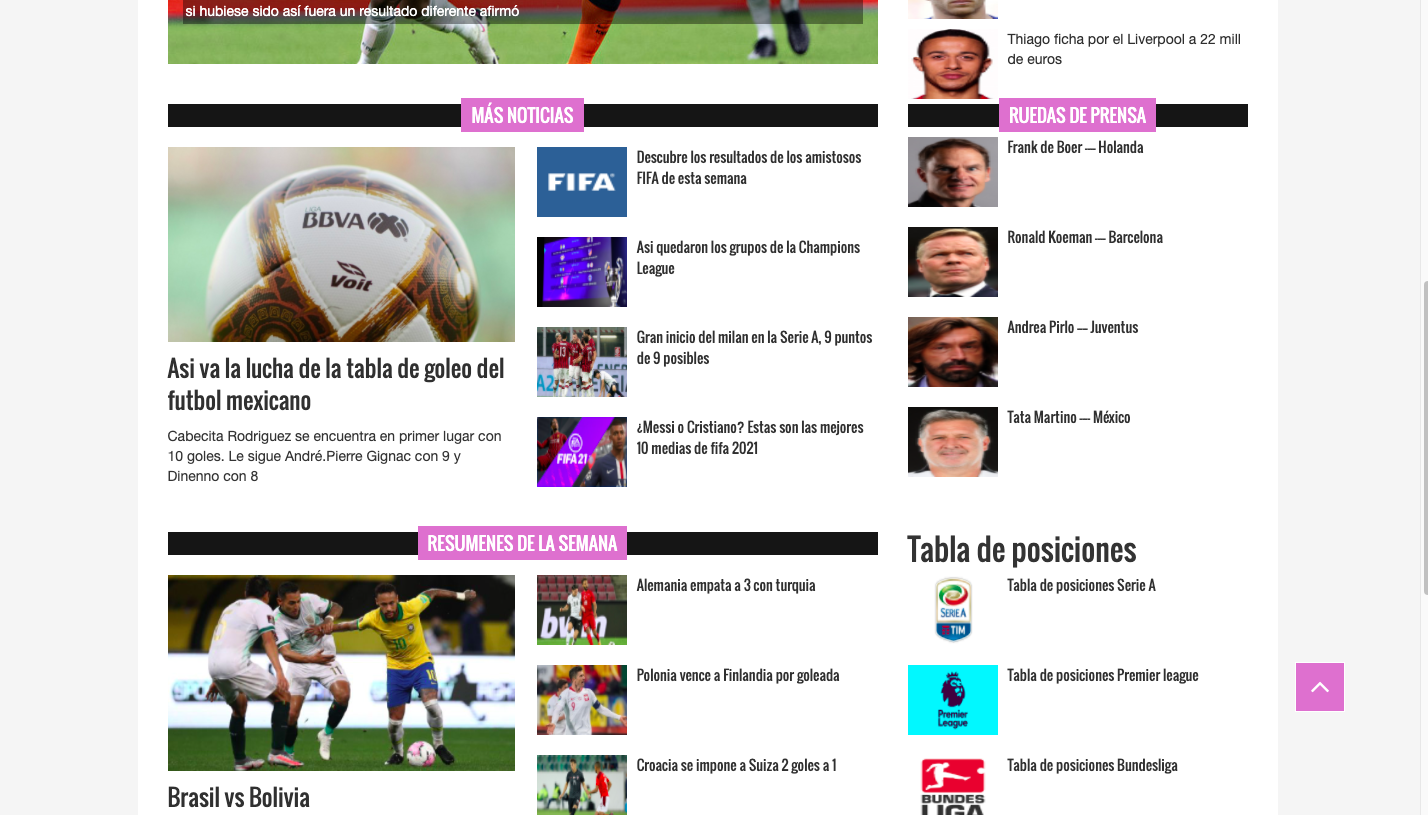 si hubiese sido así fuera un resultado diferente afirmó
Thiago ficha por el Liverpool a 22 mill
de euros
MÁS NOTICIAS
LIGA
BBVA
Voit
Asi va la lucha de la tabla de goleo del
futbol mexicano
Cabecita Rodriguez se encuentra en primer lugar con
10 goles. Le sigue André.Pierre Gignac con 9 y
Dinenno con 8
FIFA
Descubre los resultados de los amistosos
FIFA de esta semana
Asi quedaron los grupos de la Champions
League
Gran inicio del milan en la Serie A, 9 puntos
de 9 posibles
EA SPORTS
FIFA 21
¿Messi o Cristiano? Estas son las mejores
10 medias de fifa 2021
RUEDAS DE PRENSA
Frank de Boer — Holanda
Ronald Koeman — Barcelona
Andrea Pirlo — Juventus
Tata Martino — México
RESUMENES DE LA SEMANA
10
Brasil vs Bolivia
bwin
Alemania empata a 3 con turquia
9
Polonia vence a Finlandia por goleada
Croacia se impone a Suiza 2 goles a 1
Tabla de posiciones
SERIE A
TIM
Tabla de posiciones Serie A
Premier
League
Tabla de posiciones Premier league
BUNDES
LIGA
Tabla de posiciones Bundesliga